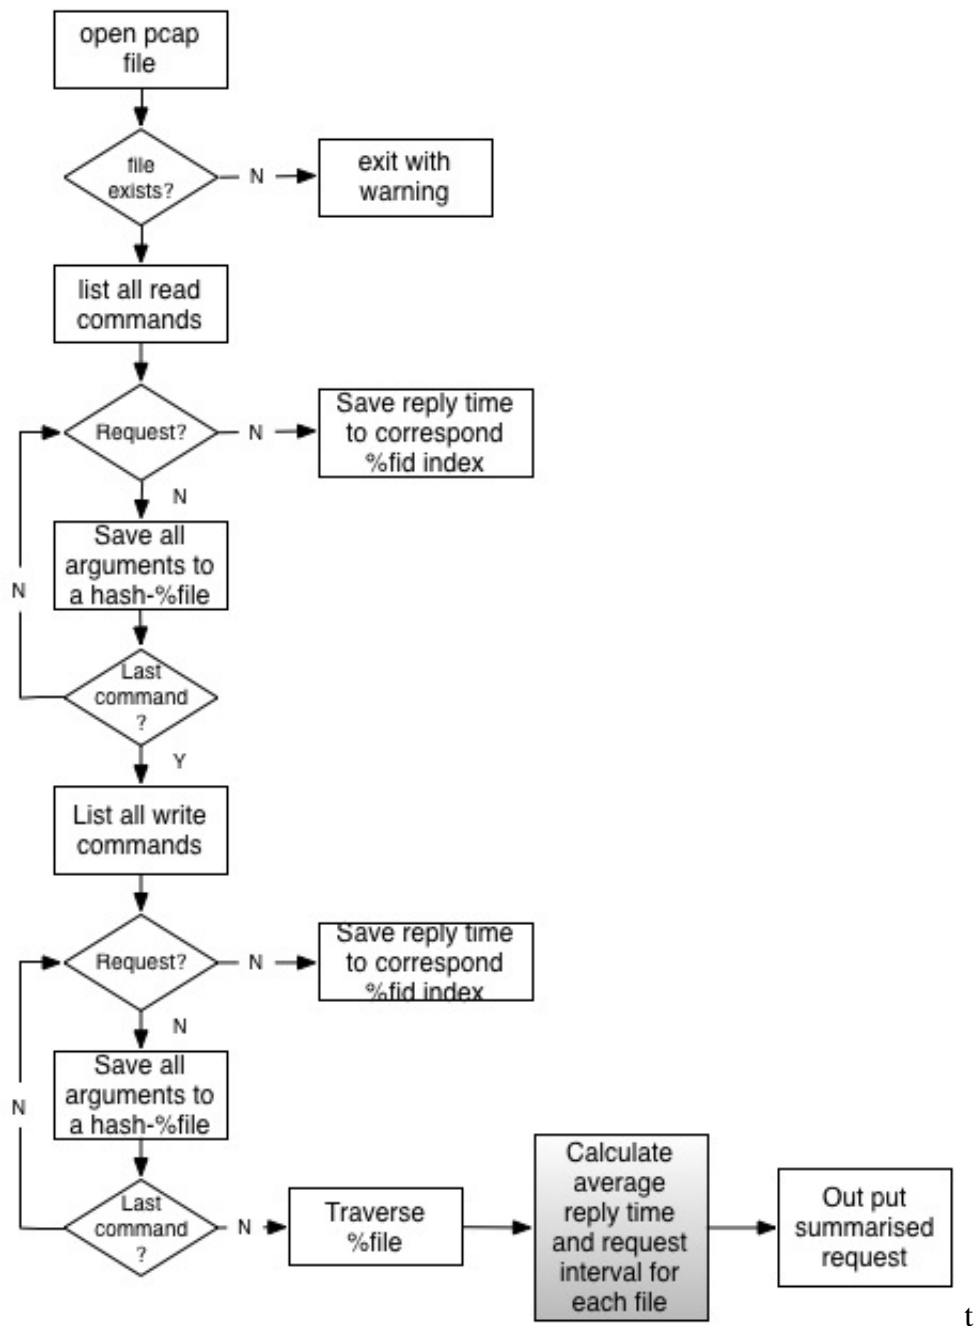 open pcap
file
file
exists?
N
exit with
warning
list all read
commands
Request?
N
Save reply time
to correspond
%fid index
N
Save all
arguments to
a hash-%file
N
Last
command
?
Y
List all write
commands
Request?
N
Save reply time
to correspond
%fid index
N
Save all
arguments to
a hash-%file
N
Last
command
?
N
Traverse
%file
Calculate
average
reply time
and request
interval for
each file
Out put
summarised
request
t